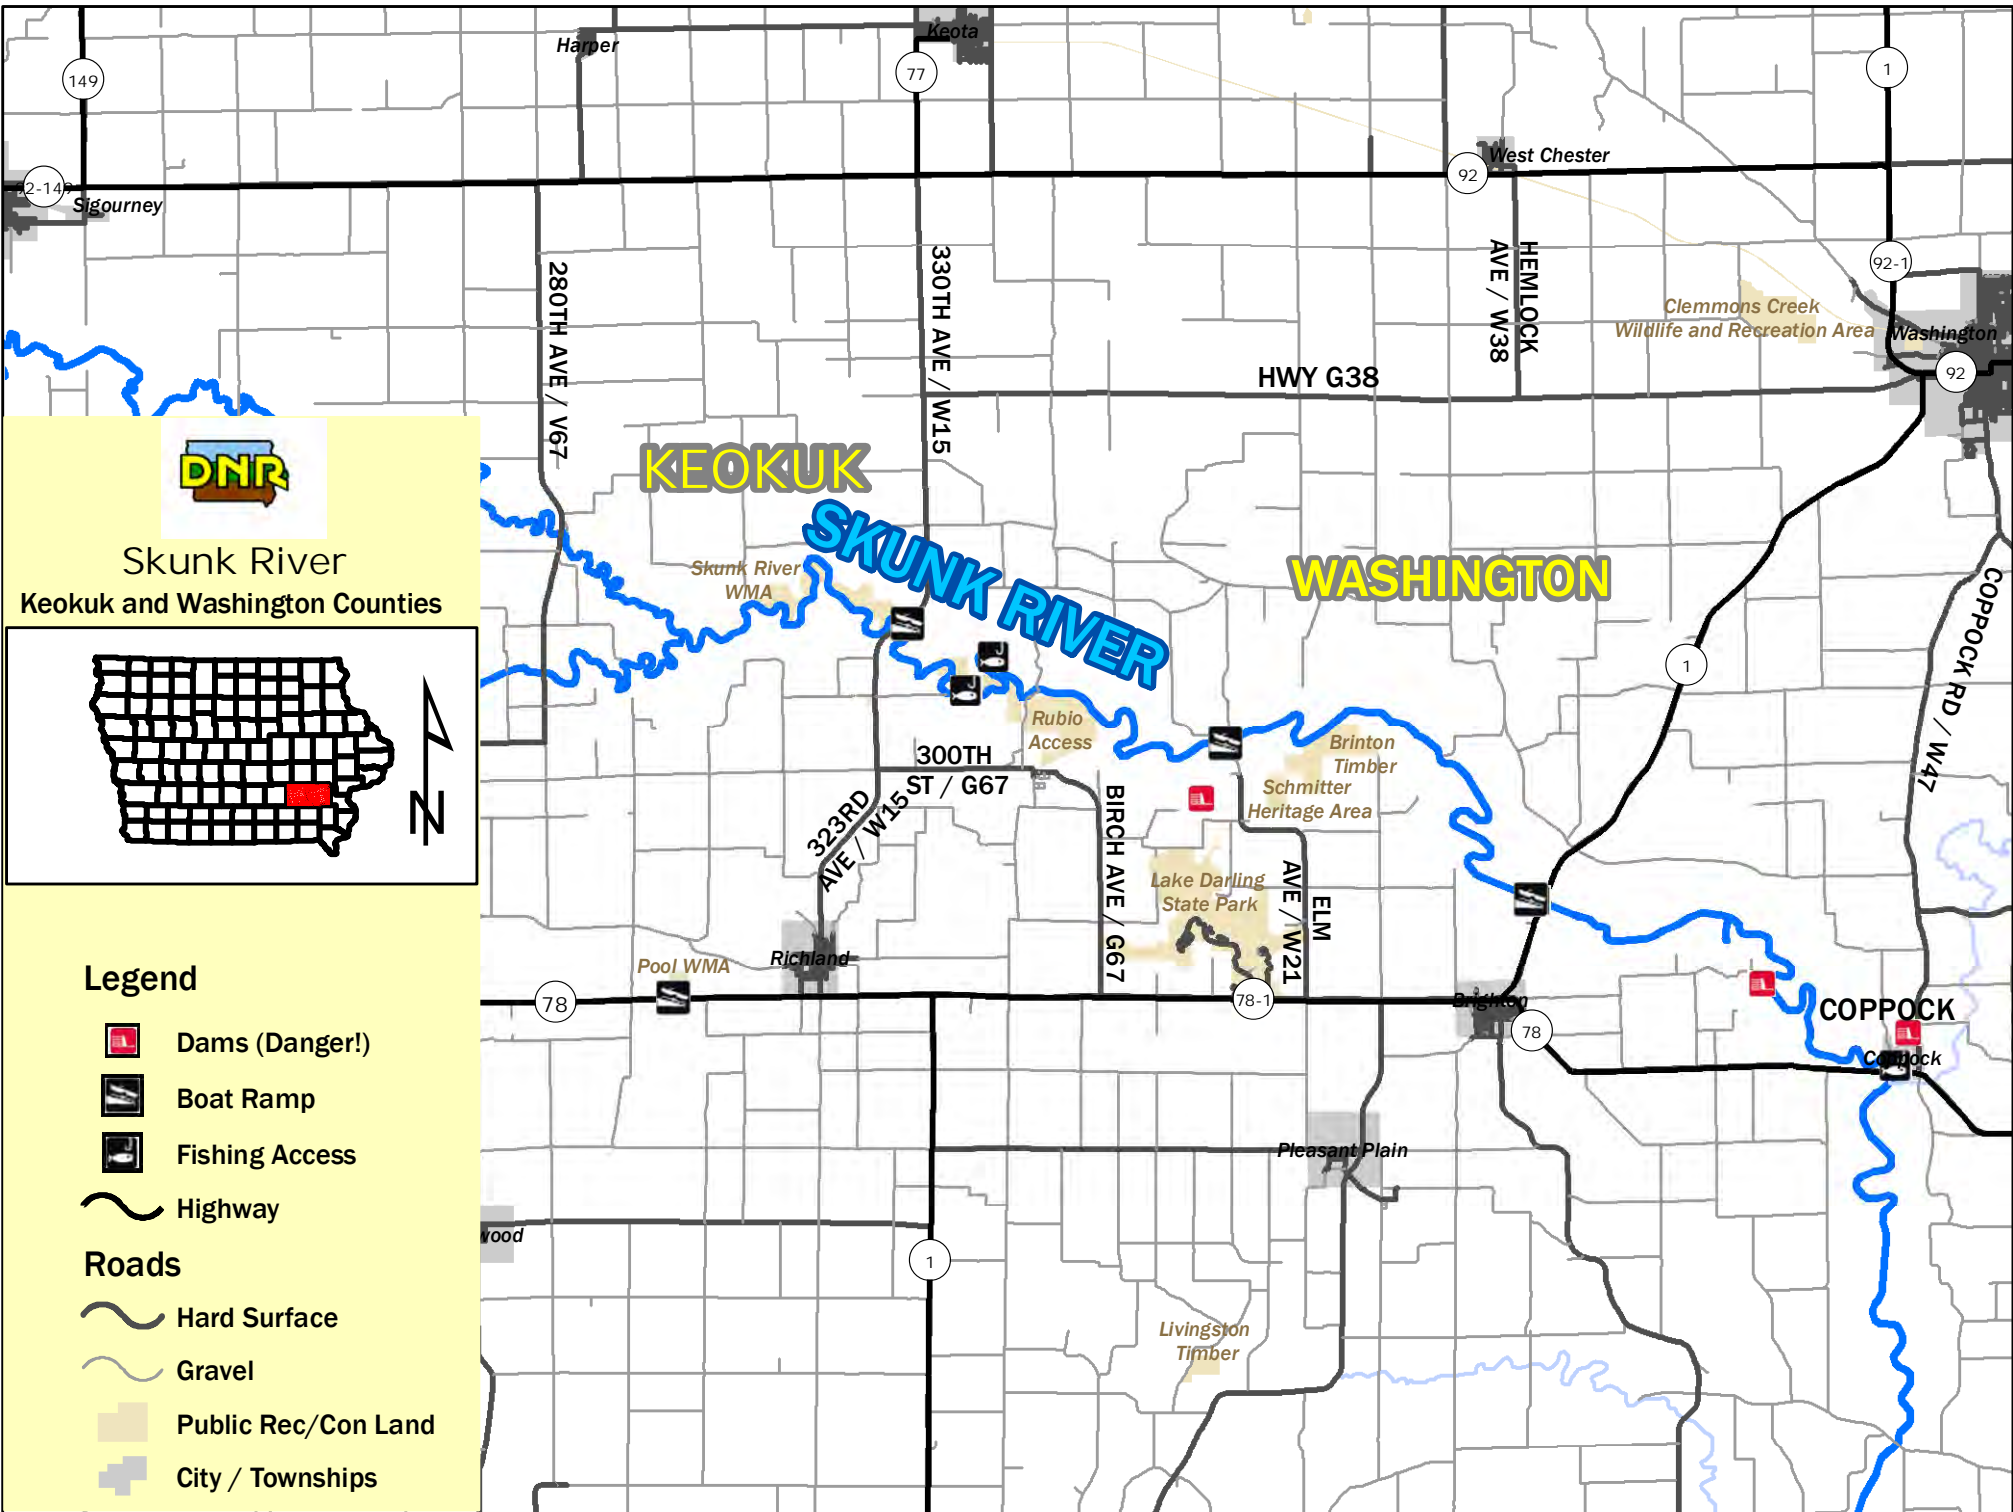 Harper
Keota
149
77
1
West Chester
92
92-149
Sigourney
280TH AVE / V67
330TH AVE / W15
HEMLOCK
AVE / W38
92-1
Clemmons Creek
Wildlife and Recreation Area
Washington
92
HWY G38
KEOKUK
SKUNK RIVER
WASHINGTON
Skunk River
WMA
COPPOCK RD / W47
1
Rubio
Access
Brinton
Timber
Schmitter
Heritage Area
300TH
ST / G67
323RD
AVE / W15
BIRCH AVE / G67
Lake Darling
State Park
ELM
AVE / W21
Richland
Pool WMA
78
78-1
Brighton
78
COPPOCK
Coppock
Pleasant Plain
wood
1
Livingston
Timber
DNR
Skunk River
Keokuk and Washington Counties
N
Legend
Dams (Danger!)
Boat Ramp
Fishing Access
Highway
Roads
Hard Surface
Gravel
Public Rec/Con Land
City / Townships